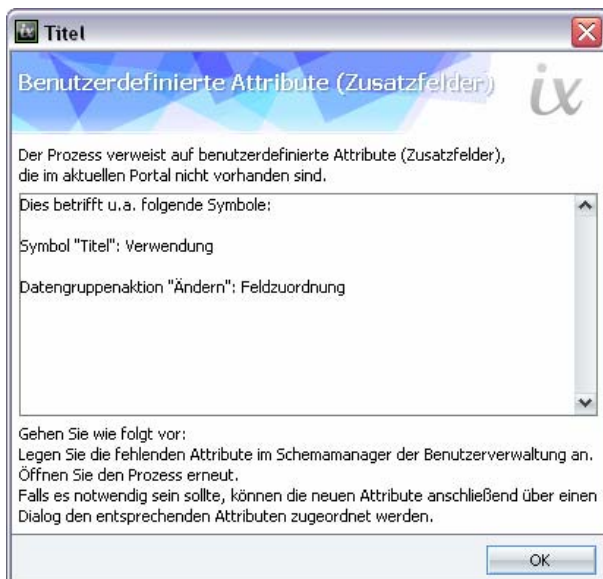 ix Titel
Benutzerdefinierte Attribute (Zusatzfelder)
ix
Der Prozess verweist auf benutzerdefinierte Attribute (Zusatzfelder),
die im aktuellen Portal nicht vorhanden sind.
Dies betrifft u.a. folgende Symbole:
Symbol "Titel": Verwendung
Datengruppenaktion "Ändern": Feldzuordnung
Gehen Sie wie folgt vor:
Legen Sie die fehlenden Attribute im Schemamanager der Benutzerverwaltung an.
Öffnen Sie den Prozess erneut.
Falls es notwendig sein sollte, können die neuen Attribute anschließend über einen
Dialog den entsprechenden Attributen zugeordnet werden.
OK